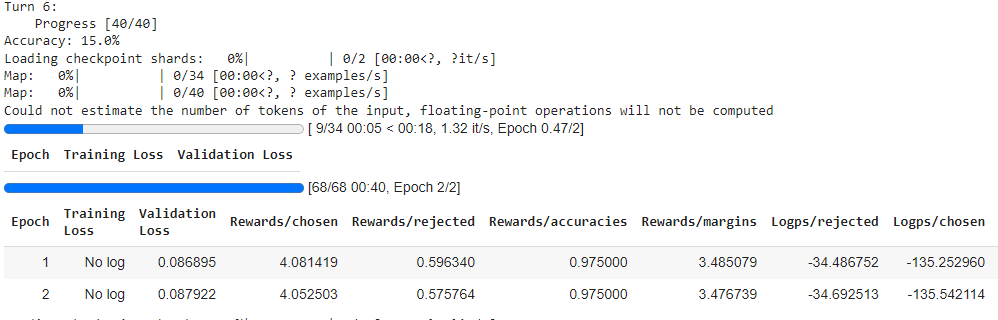 Turn 6:
    Progress [40/40]
Accuracy: 15.0%
Loading checkpoint shards:   0%|          | 0/2 [00:00<?, ?it/s]
Map:   0%|          | 0/34 [00:00<?, ? examples/s]
Map:   0%|          | 0/40 [00:00<?, ? examples/s]
Could not estimate the number of tokens of the input, floating-point operations will not be computed
[ 9/34 00:05 < 00:18, 1.32 it/s, Epoch 0.47/2]
Epoch Training Loss Validation Loss
[68/68 00:40, Epoch 2/2]
Epoch Training Loss Validation Loss Rewards/chosen Rewards/rejected Rewards/accuracies Rewards/margins Logps/rejected Logps/chosen
1 No log 0.086895 4.081419 0.596340 0.975000 3.485079 -34.486752 -135.252960
2 No log 0.087922 4.052503 0.575764 0.975000 3.476739 -34.692513 -135.542114